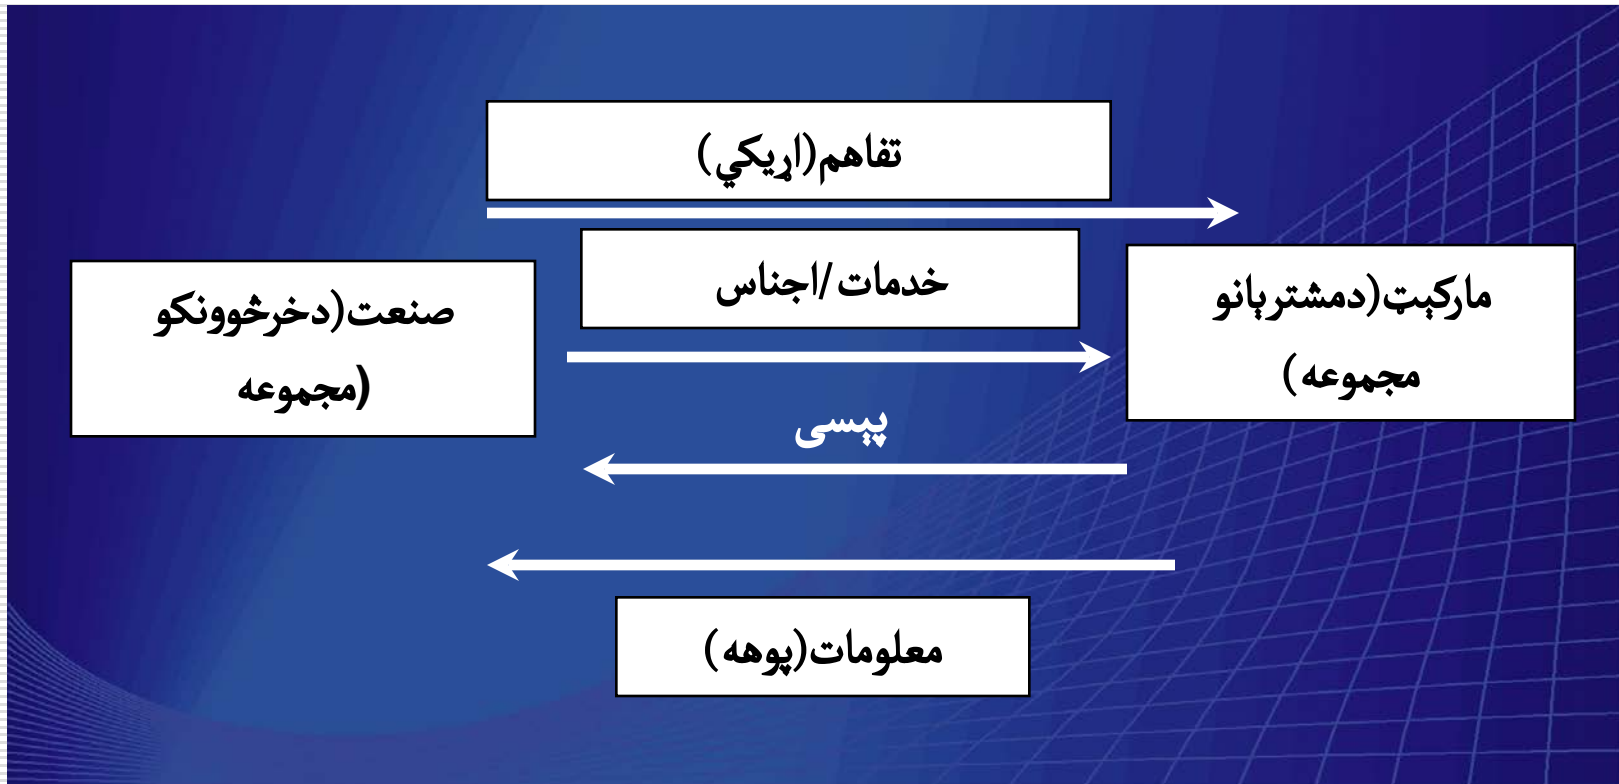 تفاهم(اړيکي)
خدمات/اجناس
مارکېټ(دمشتريانو
مجموعه)
صنعت(دخرڅوونکو
مجموعه)
پيسی
معلومات(پوهه)